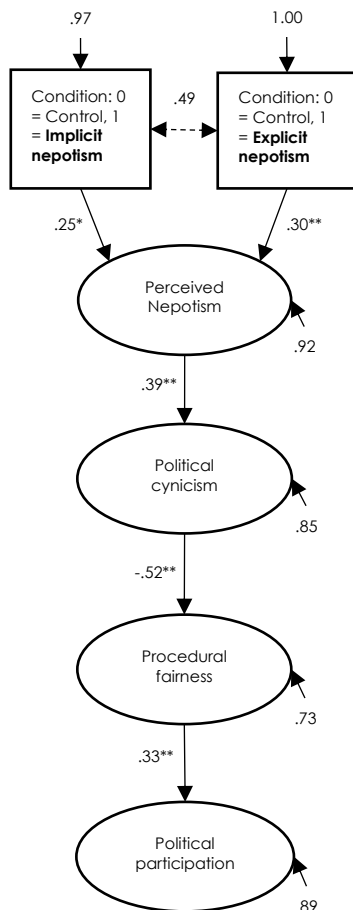 .97
1.00
Condition: 0
= Control, 1
= Implicit
nepotism
.49
Condition: 0
= Control, 1
= Explicit
nepotism
.25*
.30**
Perceived
Nepotism
.92
.39**
Political
cynicism
.85
-.52**
Procedural
fairness
.73
.33**
Political
participation
.89